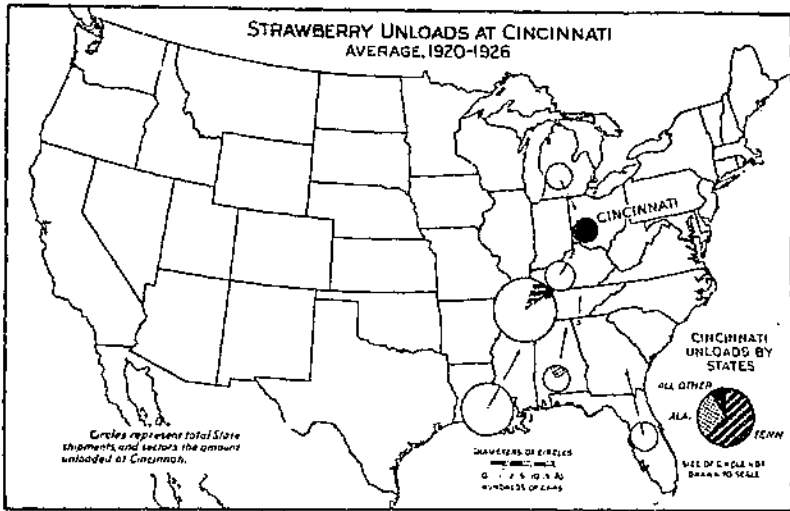 STRAWBERRY UNLOADS AT CINCINNATI
AVERAGE, 1920-1926
CINCINNATI
CINCINNATI
UNLOADS BY
STATES
ALL OTHER
ALA.
TENN
Circles represent total State
shipments, and sectors the amount
unloaded at Cincinnati.
DIAMETERS OF CIRCLES
HUNDREDS OF CARS
SIZE OF CIRCLE NOT
DRAWN TO SCALE